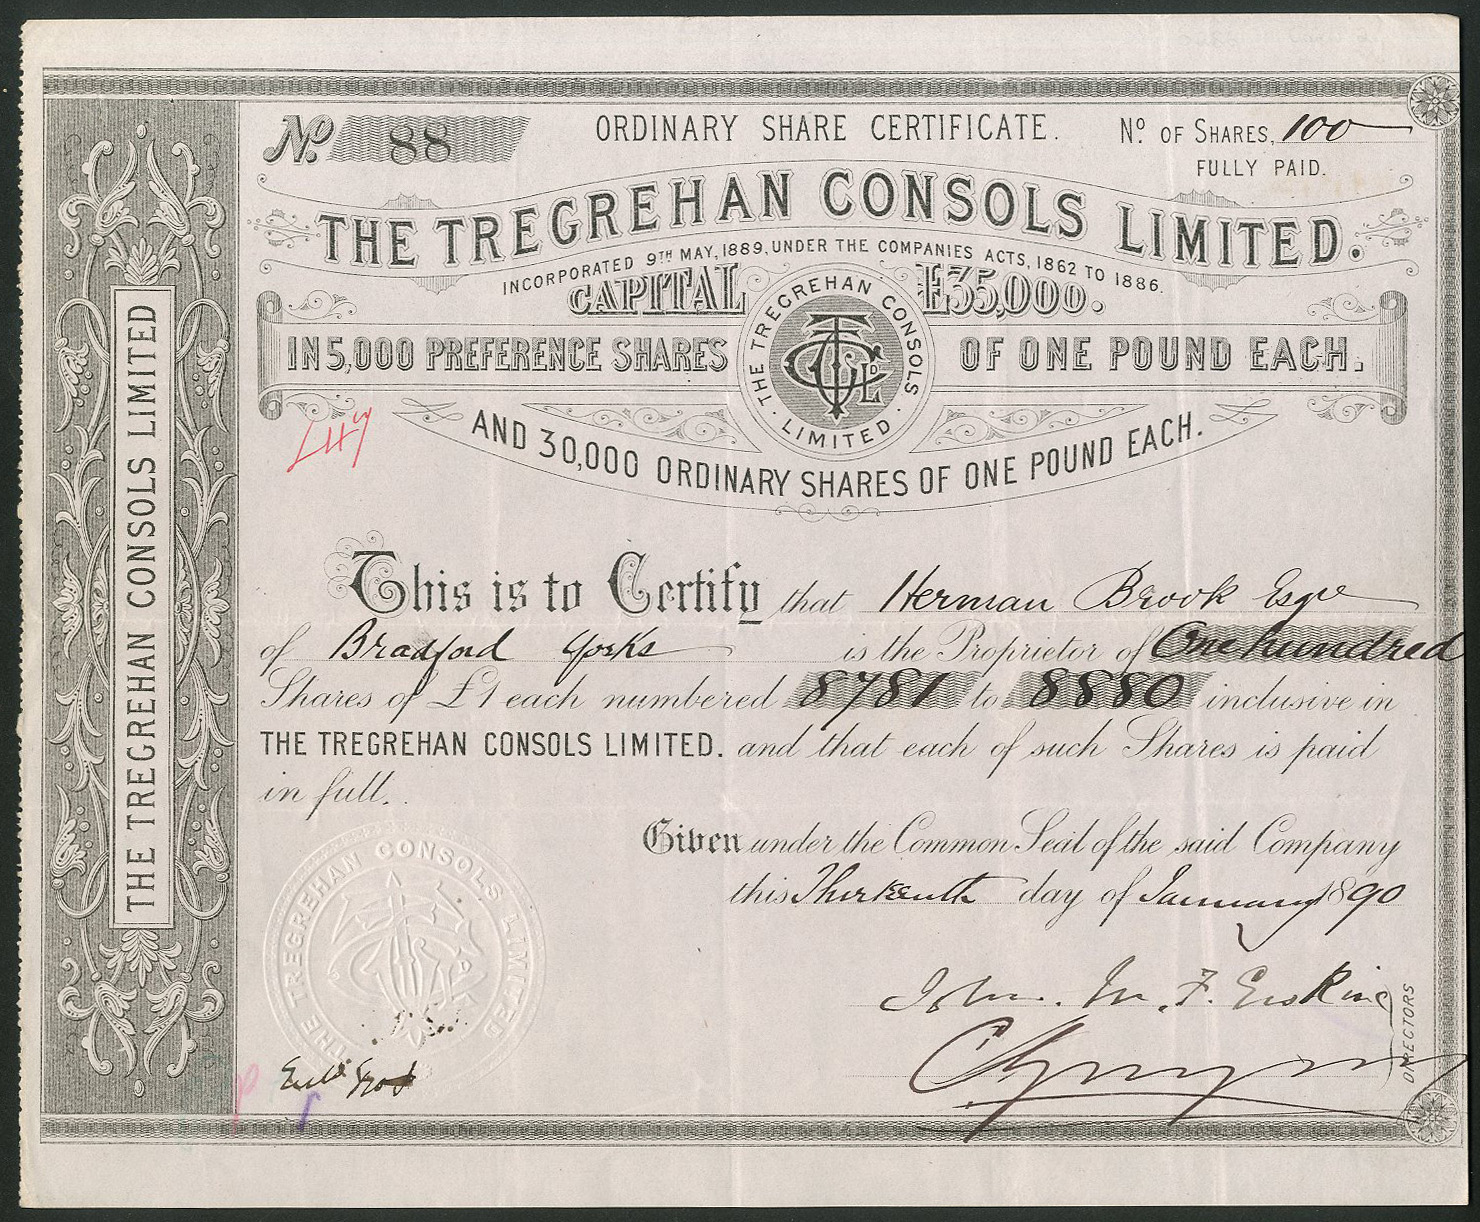 THE TREGREHAN CONSOLS LIMITED
No. 88
ORDINARY SHARE CERTIFICATE.
No OF SHARES, 100
FULLY PAID.
THE TREGREHAN CONSOLS LIMITED.
INCORPORATED 9TH MAY, 1889, UNDER THE COMPANIES ACTS, 1862 TO 1886.
CAPITAL £35,000.
IN 5,000 PREFERENCE SHARES OF ONE POUND EACH.
THE TREGREHAN CONSOLS LIMITED
AND 30,000 ORDINARY SHARES OF ONE POUND EACH.
This is to Certify that Herman Brook Esqre
of Bradford Yorks is the Proprietor of One hundred
Shares of £1 each numbered 8781 to 8880 inclusive in
THE TREGREHAN CONSOLS LIMITED. and that each of such Shares is paid
in full.
Given under the Common Seal of the said Company
this Thirteenth day of January 1890
THE TREGREHAN CONSOLS LIMITED
John. M. F. Erskine
DIRECTORS